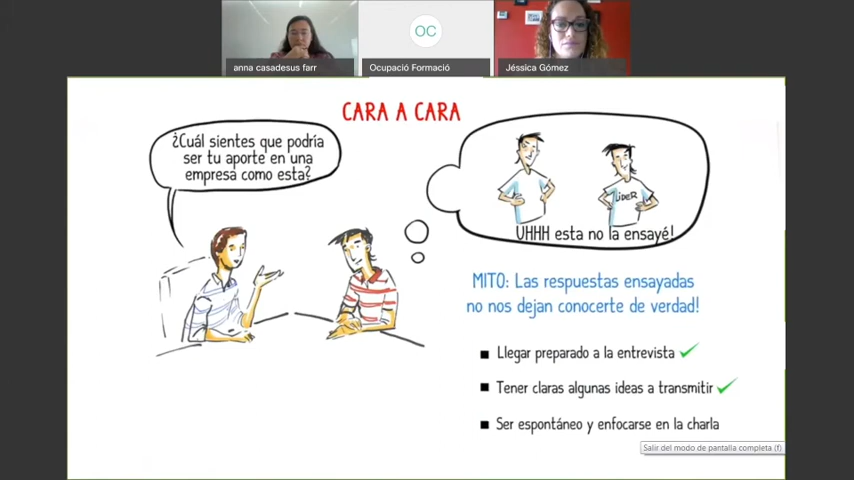 OC
anna casadesus farr
Ocupació Formació
Jéssica Gómez
CARA A CARA
¿Cuál sientes que podría
ser tu aporte en una
empresa como esta?
LiDER
UHHH esta no la ensayé!
MITO: Las respuestas ensayadas
no nos dejan conocerte de verdad!
Llegar preparado a la entrevista
Tener claras algunas ideas a transmitir
Ser espontáneo y enfocarse en la charla
Salir del modo de pantalla completa (f)